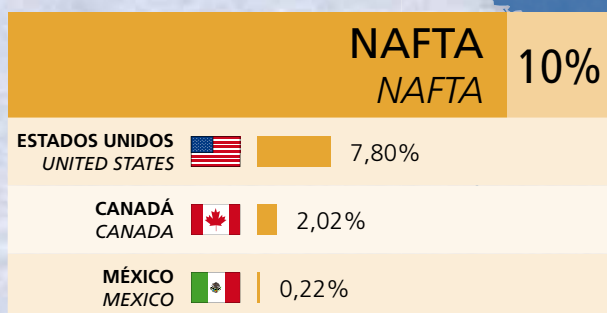 NAFTA
NAFTA
10%
ESTADOS UNIDOS
UNITED STATES
7,80%
CANADÁ
CANADA
2,02%
MÉXICO
MEXICO
0,22%